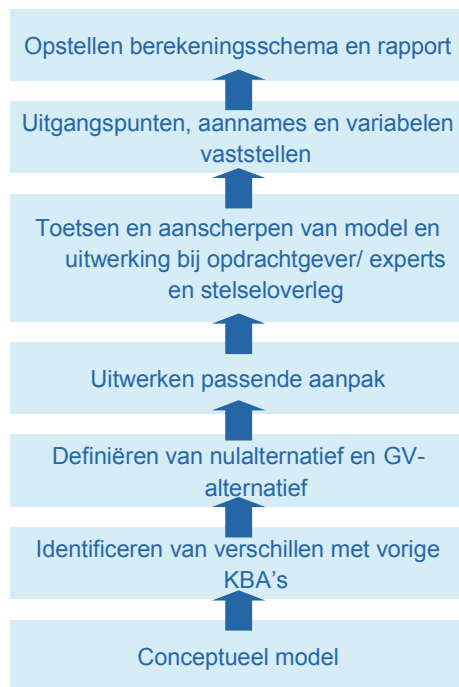 Opstellen berekeningsschema en rapport
Uitgangspunten, aannames en variabelen
vaststellen
Toetsen en aanscherpen van model en
uitwerking bij opdrachtgever/ experts
en stelseloverleg
Uitwerken passende aanpak
Definiëren van nulalternatief en GV-
alternatief
Identificeren van verschillen met vorige
KBA's
Conceptueel model